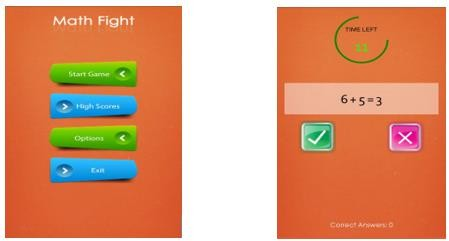 Math Fight
Start Game
High Scores
Options
Exit
TIME LEFT
6+5=3
Correct Answers: 0